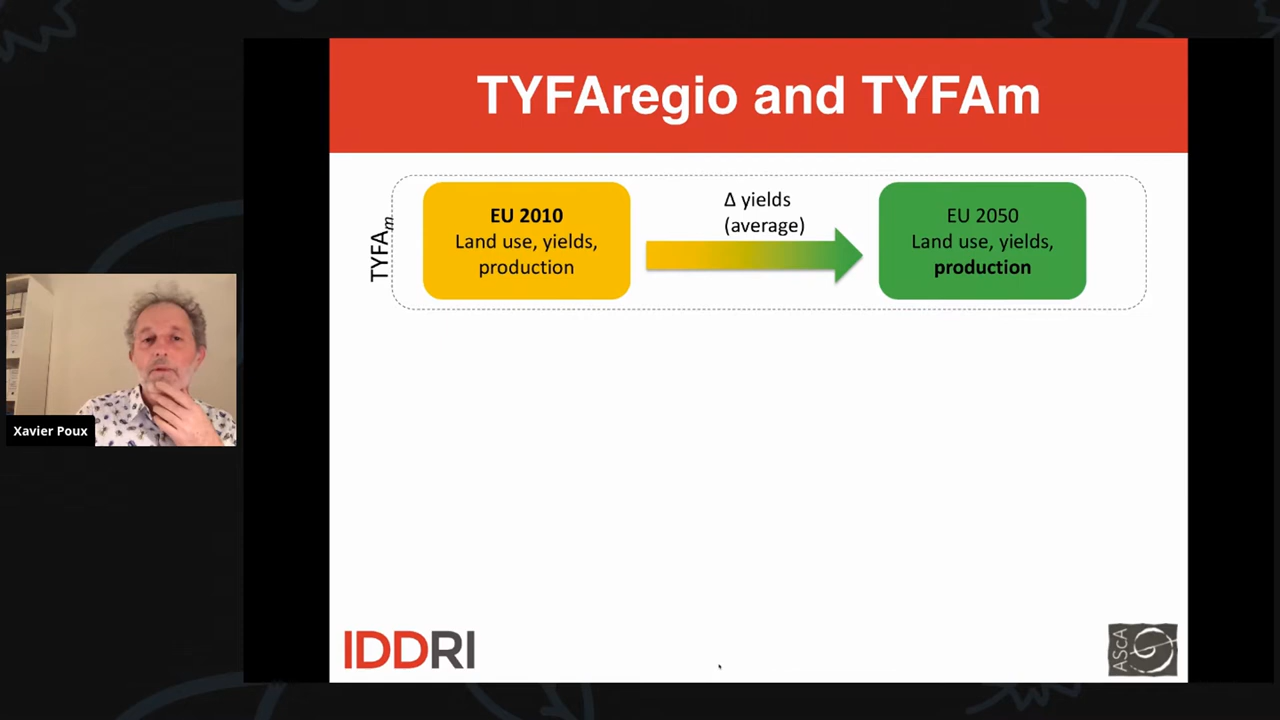 TYFAregio and TYFAm
TYFAm
EU 2010
Land use, yields,
production
Δ yields
(average)
EU 2050
Land use, yields,
production
Xavier Poux
IDDRI
ASCA